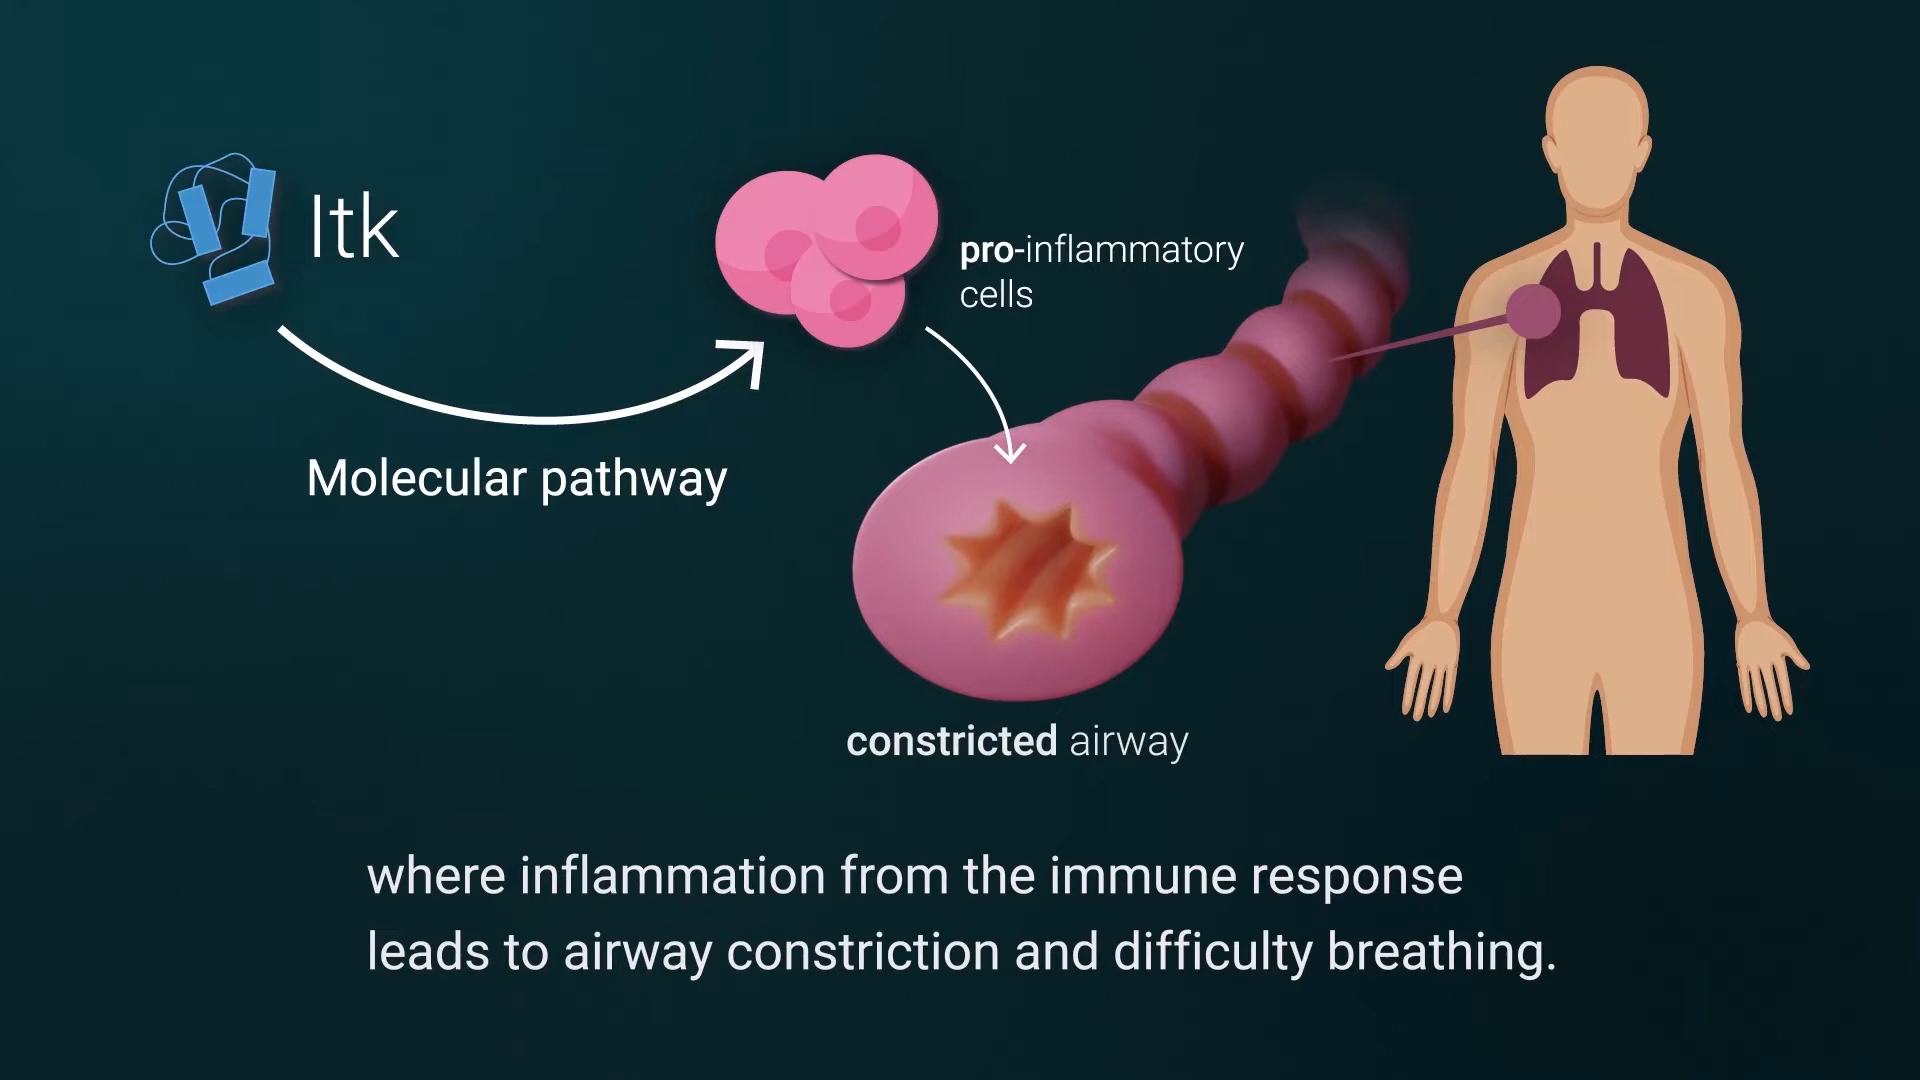 Itk
pro-inflammatory
cells
Molecular pathway
constricted airway
where inflammation from the immune response
leads to airway constriction and difficulty breathing.